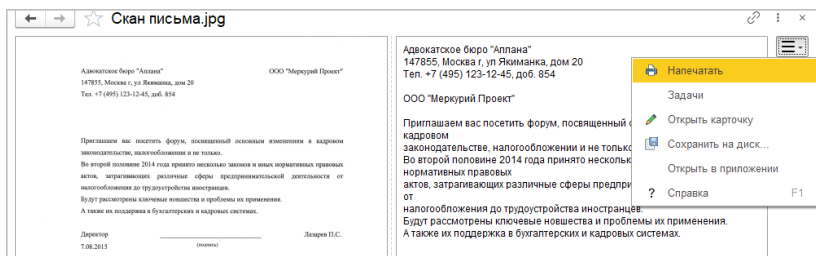 Скан письма.jpg
Адвокатское бюро "Аплана"
ООО "Меркурий Проект"
147855, Москва г, ул Якиманка, дом 20
Тел. +7 (495) 123-12-45, доб. 854
Приглашаем вас посетить форум, посвященный основным изменениям в кадровом
законодательстве, налогообложении и не только.
Во второй половине 2014 года принято несколько законов и иных нормативных правовых
актов, затрагивающих различные сферы предпринимательской деятельности от
налогообложения до трудоустройства иностранцев.
Будут рассмотрены ключевые новшества и проблемы их применения.
А также их поддержка в бухгалтерских и кадровых системах.
Директор
Лазарев П.С.
7.08.2015
(подпись)
Адвокатское бюро "Аплана"
147855, Москва г, ул Якиманка, дом 20
Тел. +7 (495) 123-12-45, доб. 854
ООО "Меркурий Проект"
Приглашаем вас посетить форум, посвященный
кадровом
законодательстве, налогообложении и не только
Во второй половине 2014 года принято несколько
нормативных правовых
актов, затрагивающих различные сферы
от
налогообложения до трудоустройства иностранцев.
Будут рассмотрены ключевые новшества и проблемы их применения.
А также их поддержка в бухгалтерских и кадровых системах.
Напечатать
Задачи
Открыть карточку
Сохранить на диск...
Открыть в приложении
? Справка F1